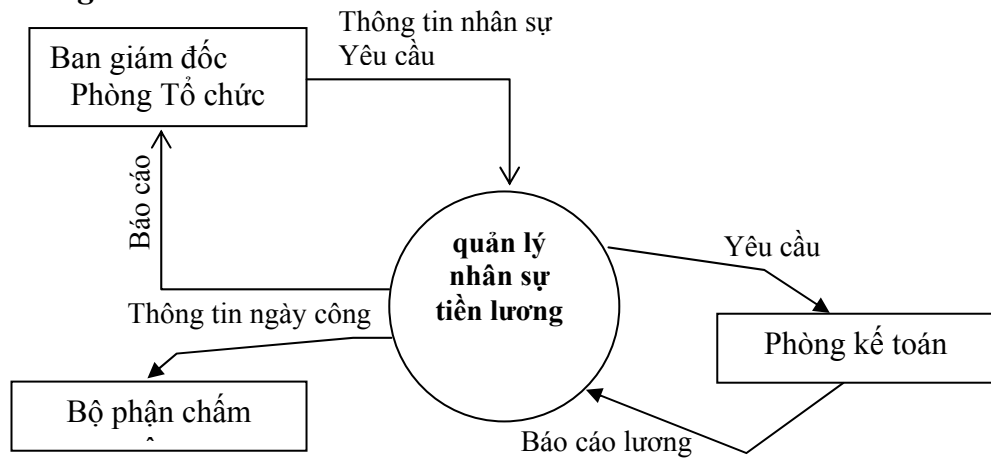 Thông tin nhân sự
Yêu cầu
Ban giám đốc
Phòng Tổ chức
Báo cáo
quản lý
nhân sự
tiền lương
Yêu cầu
Thông tin ngày công
Phòng kế toán
Bộ phận chấm
Báo cáo lương